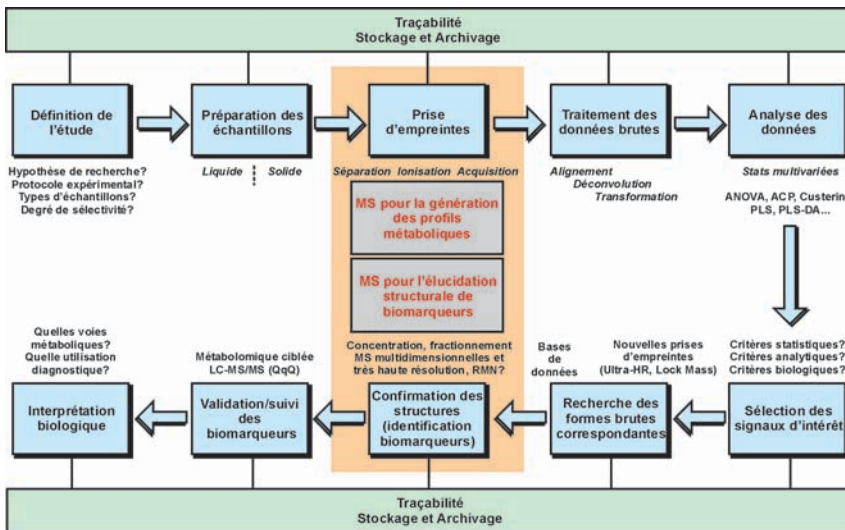 Traçabilité
Stockage et Archivage
Définition de
l'étude
Préparation des
échantillons
Prise
d'empreintes
Traitement des
données brutes
Analyse des
données
Hypothèse de recherche?
Protocole expérimental?
Types d'échantillons?
Degré de sélectivité?
Liquide
Solide
Séparation Ionisation Acquisition
Alignement
Déconvolution
Transformation
Stats multivariées
ANOVA, ACP, Custerin
PLS, PLS-DA...
MS pour la génération
des profils
métaboliques
MS pour l'élucidation
structurale de
biomarqueurs
Quelles voies
métaboliques?
Quelle utilisation
diagnostique?
Métabolomique ciblée
LC-MS/MS (QqQ)
Concentration, fractionnement
MS multidimensionnelles et
très haute résolution, RMN?
Bases
de
données
Nouvelles prises
d'empreintes
(Ultra-HR, Lock Mass)
Critères statistiques?
Critères analytiques?
Critères biologiques?
Interprétation
biologique
Validation/suivi
des
biomarqueurs
Confirmation des
structures
(identification
biomarqueurs)
Recherche des
formes brutes
correspondantes
Sélection des
signaux d'intérêt
Traçabilité
Stockage et Archivage